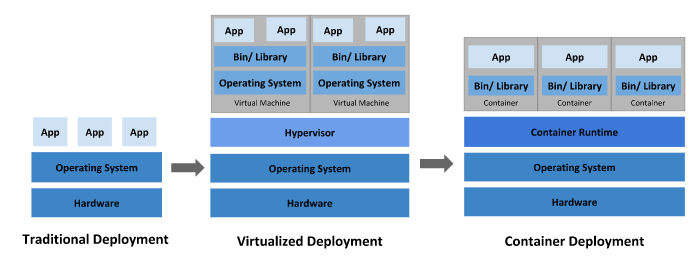 App App App
Operating System
Hardware
Traditional Deployment
App App App App
Bin/ Library Bin/ Library
Operating System Operating System
Virtual Machine Virtual Machine
Hypervisor
Operating System
Hardware
Virtualized Deployment
App App App
Bin/ Library Bin/ Library Bin/ Library
Container Container Container
Container Runtime
Operating System
Hardware
Container Deployment